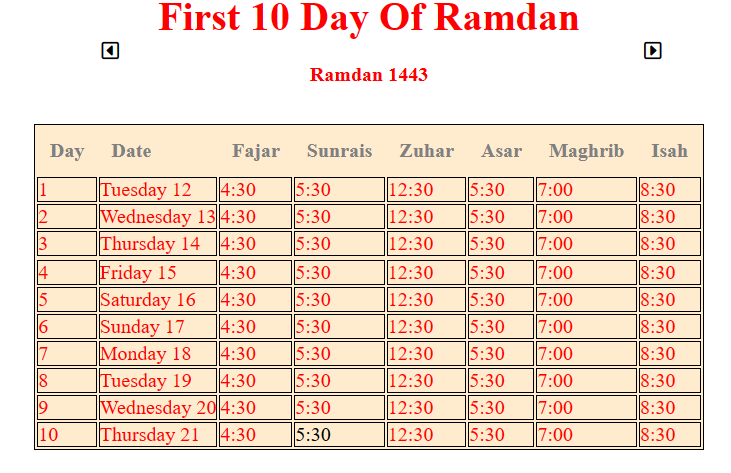 First 10 Day Of Ramdan
Ramdan 1443
Day Date Fajar Sunrais Zuhar Asar Maghrib Isah
1 Tuesday 12 4:30 5:30 12:30 5:30 7:00 8:30
2 Wednesday 13 4:30 5:30 12:30 5:30 7:00 8:30
3 Thursday 14 4:30 5:30 12:30 5:30 7:00 8:30
4 Friday 15 4:30 5:30 12:30 5:30 7:00 8:30
5 Saturday 16 4:30 5:30 12:30 5:30 7:00 8:30
6 Sunday 17 4:30 5:30 12:30 5:30 7:00 8:30
7 Monday 18 4:30 5:30 12:30 5:30 7:00 8:30
8 Tuesday 19 4:30 5:30 12:30 5:30 7:00 8:30
9 Wednesday 20 4:30 5:30 12:30 5:30 7:00 8:30
10 Thursday 21 4:30 5:30 12:30 5:30 7:00 8:30